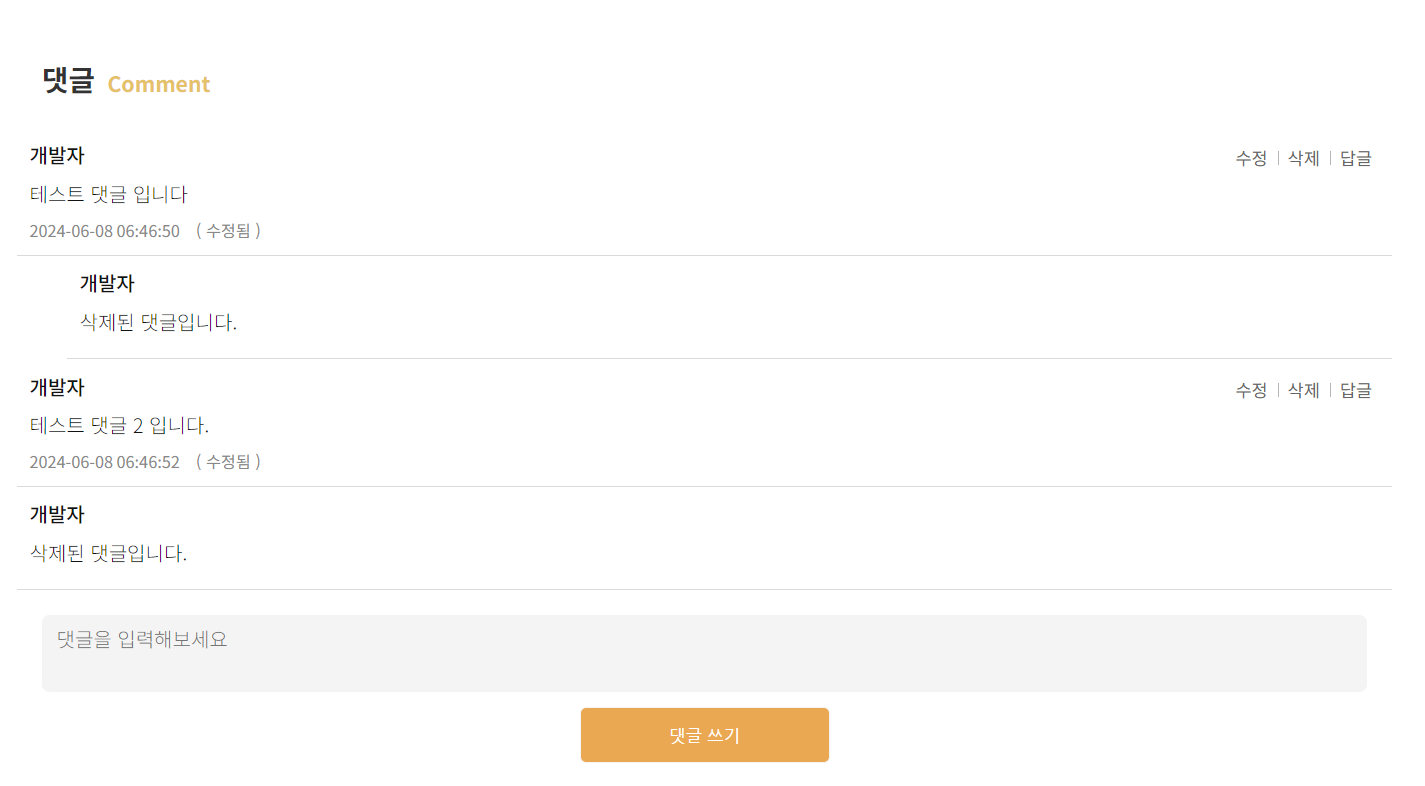 댓글 Comment
개발자
수정 | 삭제 | 답글
테스트 댓글 입니다
2024-06-08 06:46:50 ( 수정됨 )
개발자
삭제된 댓글입니다.
개발자
수정 | 삭제 | 답글
테스트 댓글 2 입니다.
2024-06-08 06:46:52 ( 수정됨 )
개발자
삭제된 댓글입니다.
댓글을 입력해보세요
댓글 쓰기